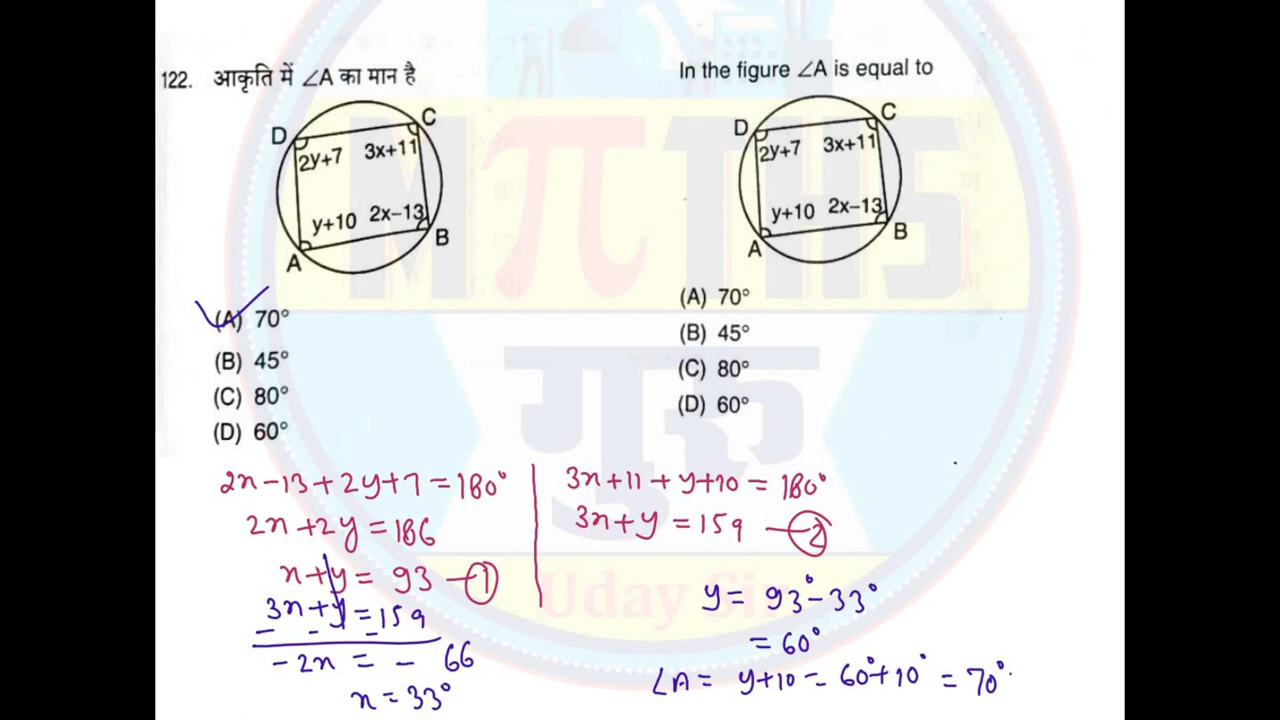 122. आकृति में ∠A का मान है
D
C
2y+7 3x+11
y+10 2x–13
B
A
(A) 70°
(B) 45°
(C) 80°
(D) 60°
In the figure ∠A is equal to
D
C
2y+7 3x+11
y+10 2x–13
B
A
(A) 70°
(B) 45°
(C) 80°
(D) 60°
2x-13+2y+7=180°
2x+2y=186
x+y=93 —①
3x+y=159
- - -
-2x = - 66
x=33°
3x+11+y+10=180°
3x+y=159 —②
y= 93°-33°
=60°
∠A= y+10= 60°+10° =70°
MπTHS
गुरु